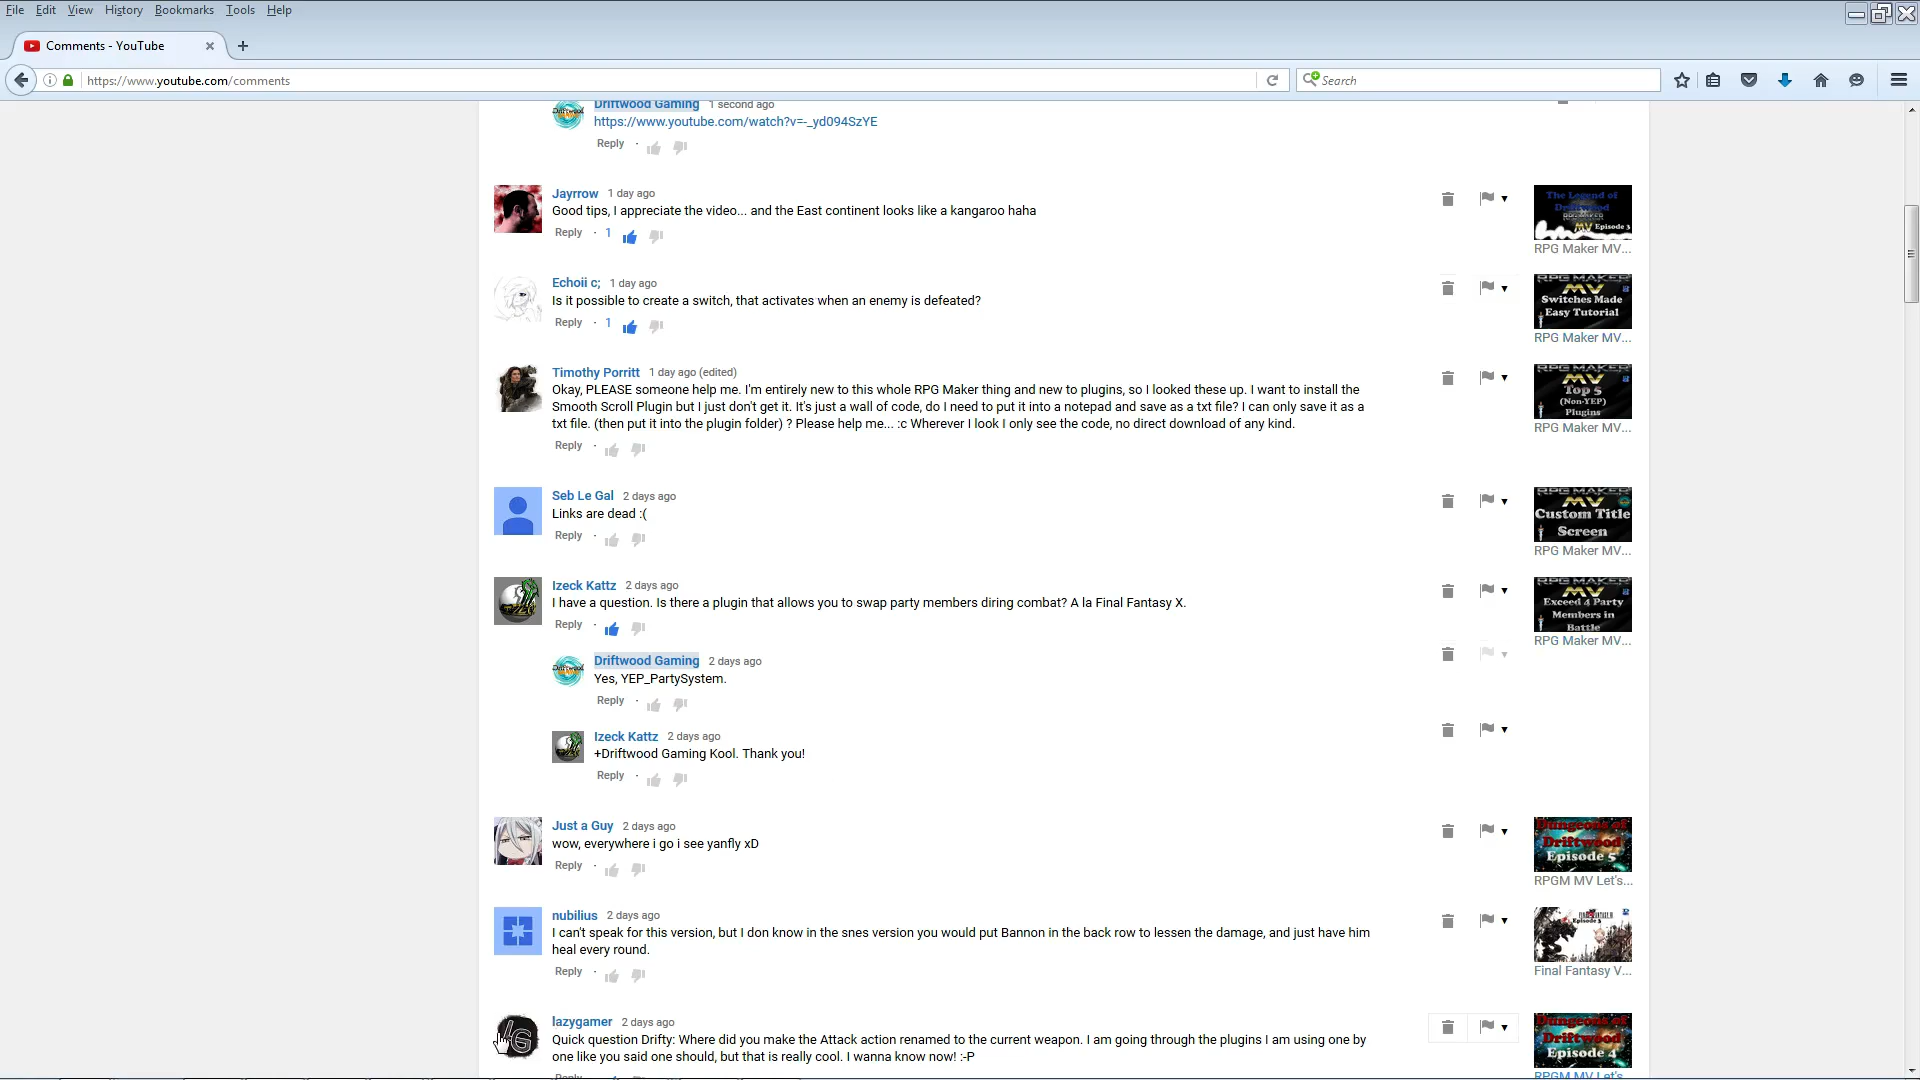 File Edit View History Bookmarks Tools Help
Comments - YouTube
https://www.youtube.com/comments
Search
Driftwood Gaming 1 second ago
https://www.youtube.com/watch?v=-_yd094SzYE
Reply ·
Jayrrow 1 day ago
Good tips, I appreciate the video... and the East continent looks like a kangaroo haha
Reply · 1
The Legend of
Driftwood
RPG MAKER
MV Episode 3
RPG Maker MV...
Echoii c; 1 day ago
Is it possible to create a switch, that activates when an enemy is defeated?
Reply · 1
RPG MAKER
MV
Switches Made
Easy Tutorial
RPG Maker MV...
Timothy Porritt 1 day ago (edited)
Okay, PLEASE someone help me. I'm entirely new to this whole RPG Maker thing and new to plugins, so I looked these up. I want to install the
Smooth Scroll Plugin but I just don't get it. It's just a wall of code, do I need to put it into a notepad and save as a txt file? I can only save it as a
txt file. (then put it into the plugin folder) ? Please help me... :c Wherever I look I only see the code, no direct download of any kind.
Reply ·
RPG MAKER
MV
Top 5
(Non-YEP)
Plugins
RPG Maker MV...
Seb Le Gal 2 days ago
Links are dead :(
Reply ·
RPG MAKER
MV
Custom Title
Screen
RPG Maker MV...
Izeck Kattz 2 days ago
I have a question. Is there a plugin that allows you to swap party members diring combat? A la Final Fantasy X.
Reply ·
RPG MAKER
MV
Exceed 4 Party
Members in
Battle
RPG Maker MV...
Driftwood Gaming 2 days ago
Yes, YEP_PartySystem.
Reply ·
Izeck Kattz 2 days ago
+Driftwood Gaming Kool. Thank you!
Reply ·
Just a Guy 2 days ago
wow, everywhere i go i see yanfly xD
Reply ·
Dungeons of
Driftwood
Episode 5
RPGM MV Let's...
nubilius 2 days ago
I can't speak for this version, but I don know in the snes version you would put Bannon in the back row to lessen the damage, and just have him
heal every round.
Reply ·
FINAL FANTASY VI
Episode 3
Final Fantasy V...
lazygamer 2 days ago
Quick question Drifty: Where did you make the Attack action renamed to the current weapon. I am going through the plugins I am using one by
one like you said one should, but that is really cool. I wanna know now! :-P
Reply
Dungeons of
Driftwood
Episode 4
RPGM MV Let's...